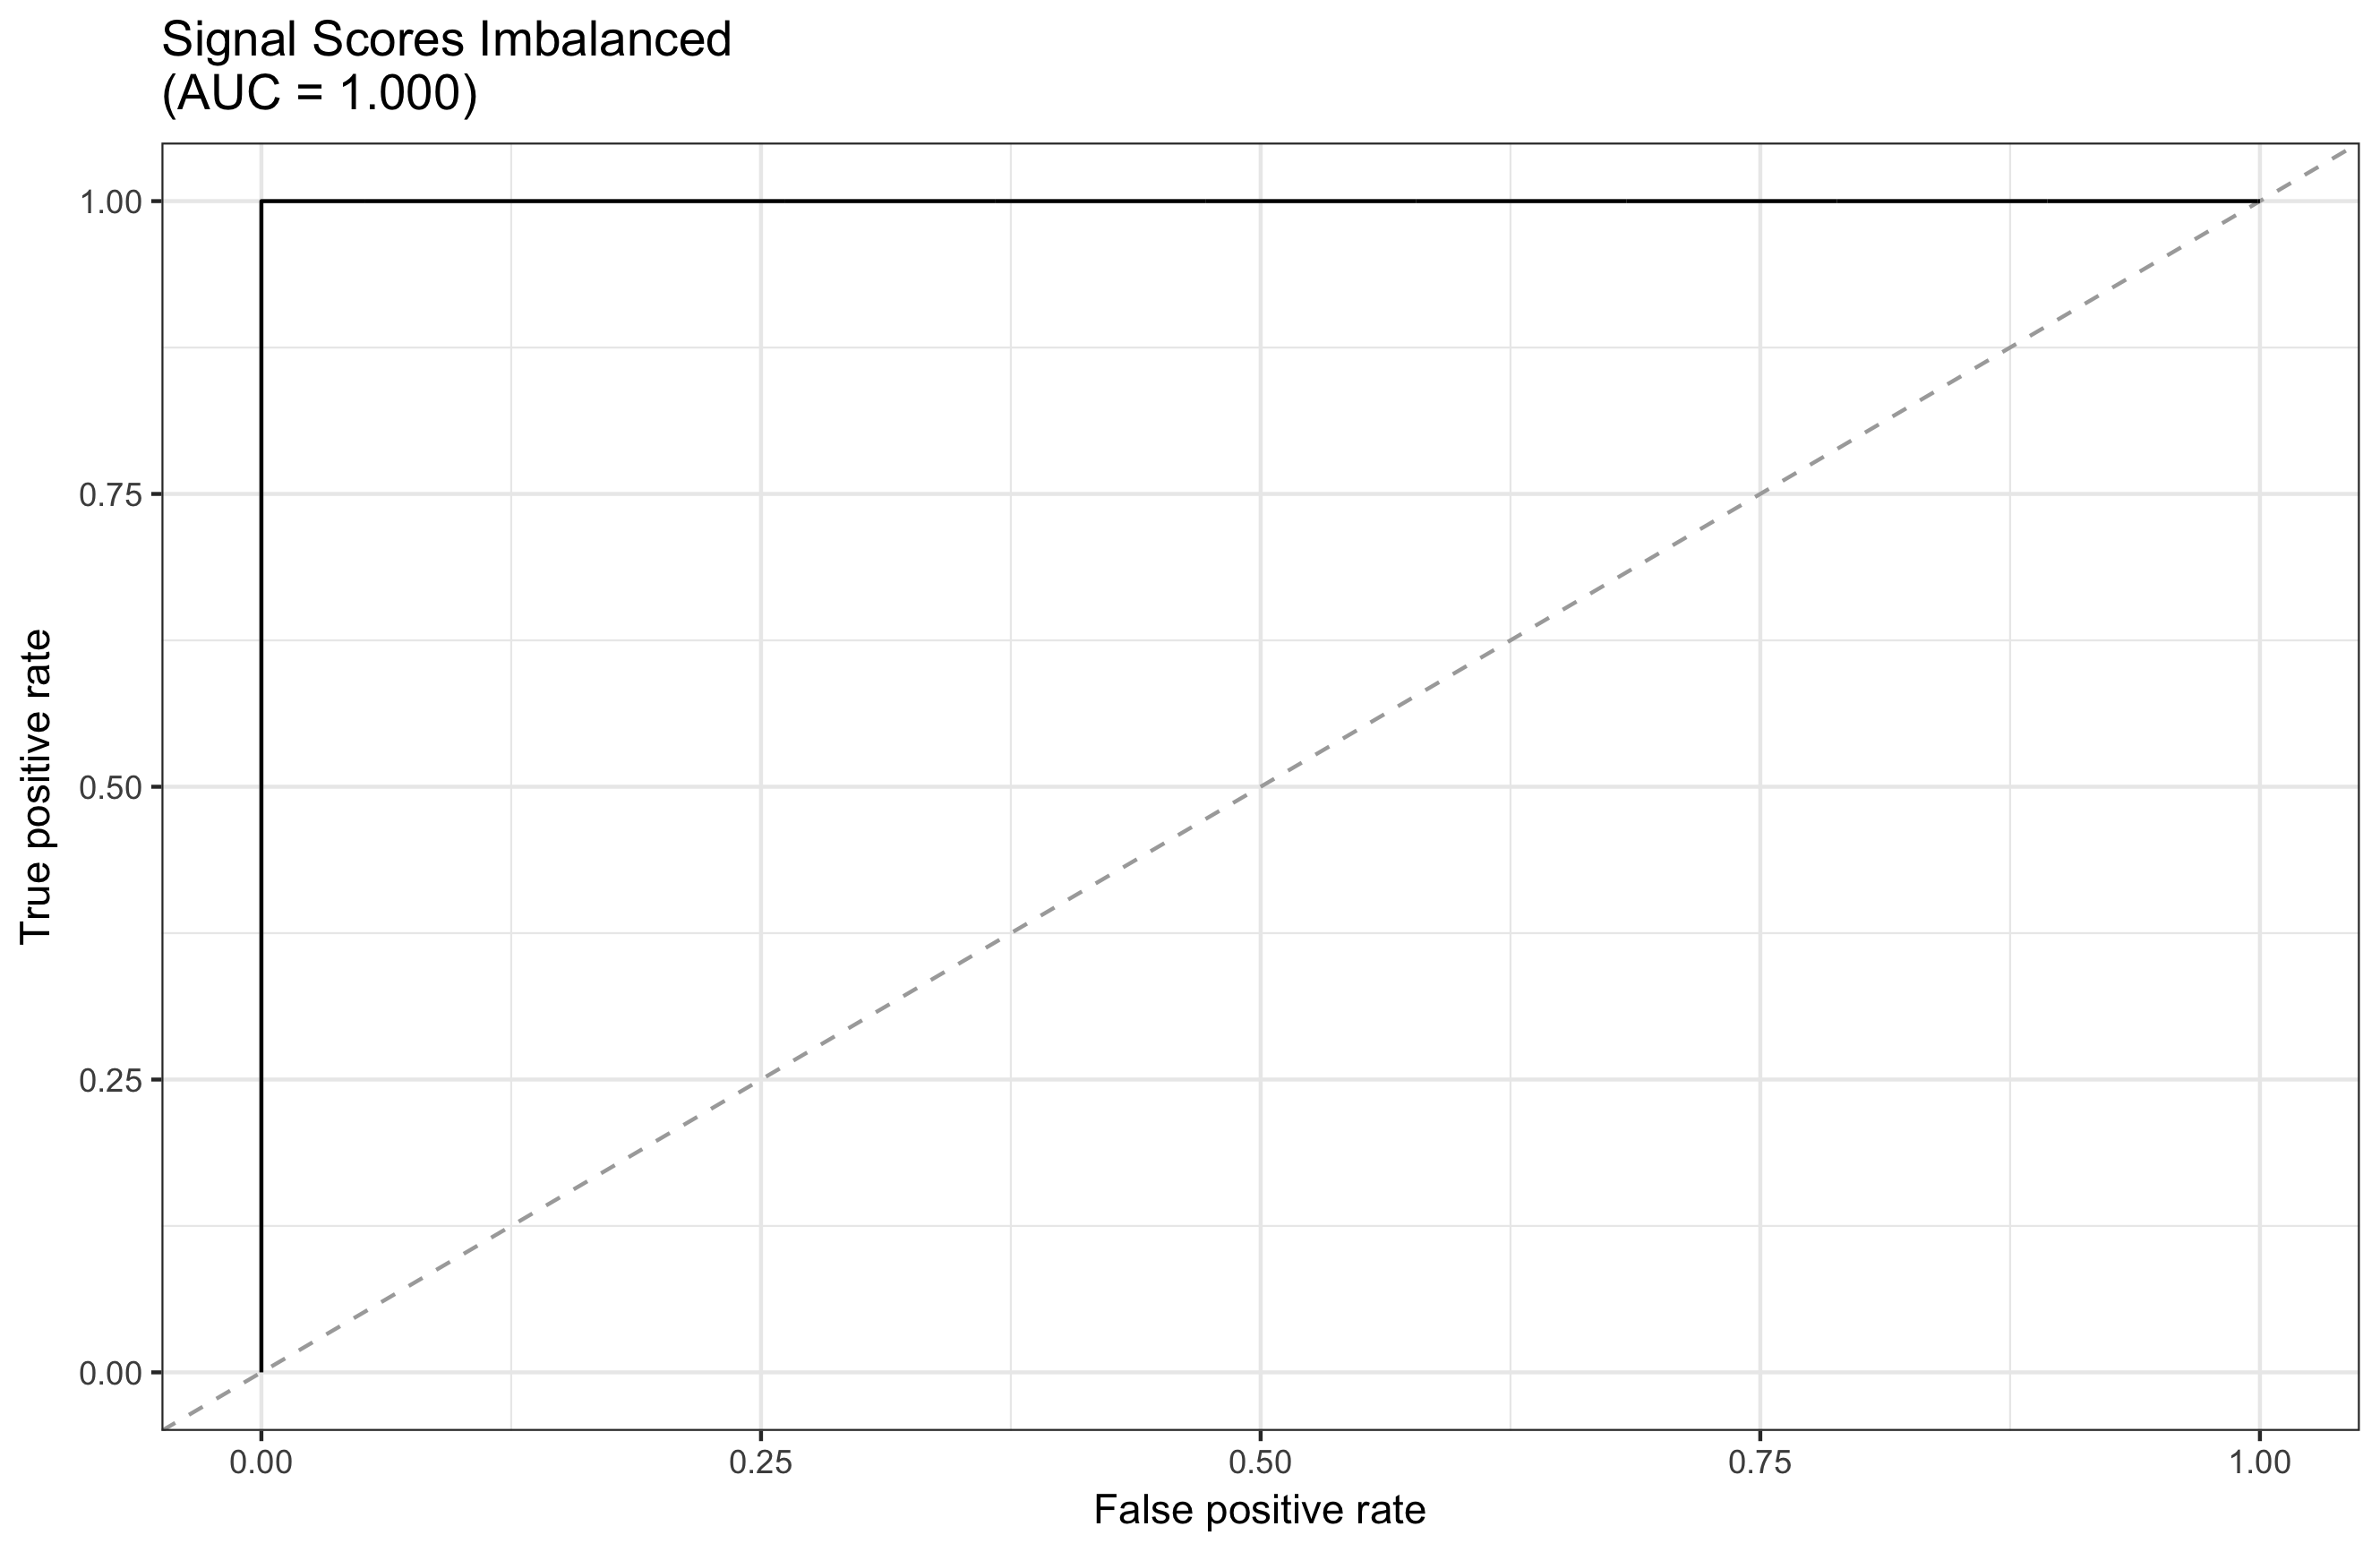 Signal Scores Imbalanced
(AUC = 1.000)
1.00
0.75
0.50
0.25
0.00
True positive rate
0.00
0.25
0.50
0.75
1.00
False positive rate